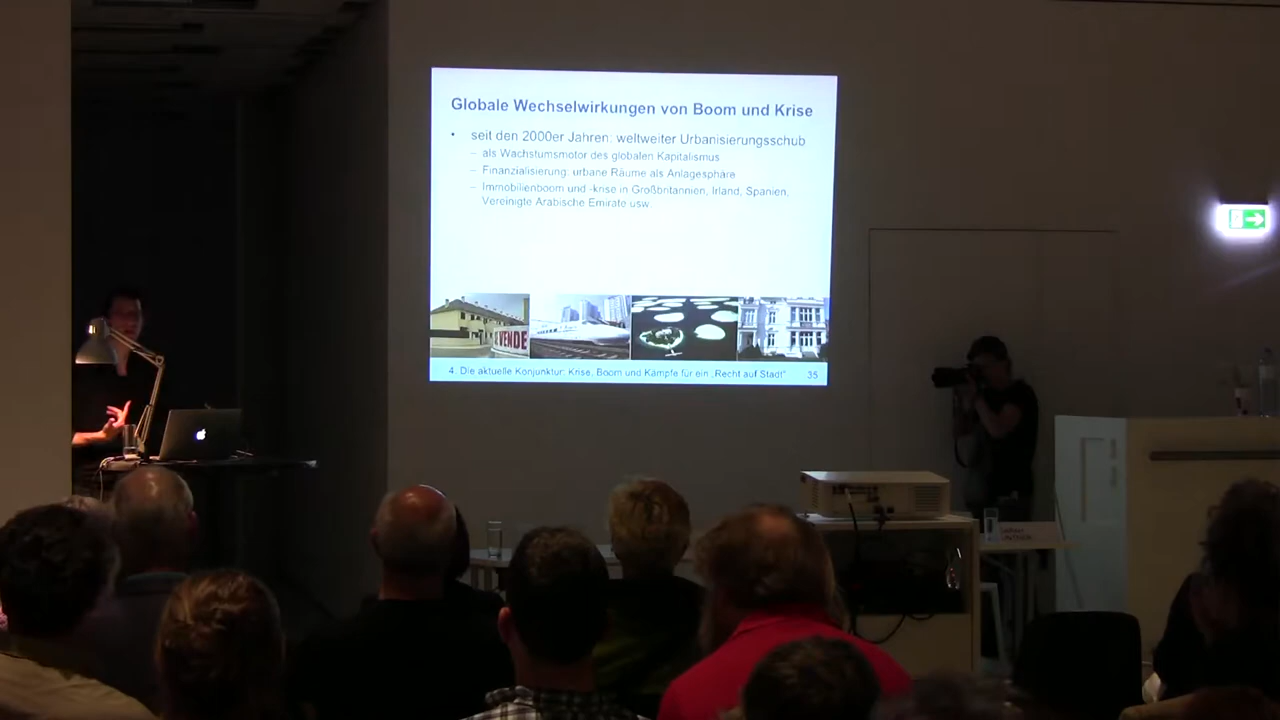 Globale Wechselwirkungen von Boom und Krise
• seit den 2000er Jahren: weltweiter Urbanisierungsschub
– als Wachstumsmotor des globalen Kapitalismus
– Finanzialisierung: urbane Räume als Anlagesphäre
– Immobilienboom und -krise in Großbritannien, Irland, Spanien,
Vereinigte Arabische Emirate usw.
VENDE
4. Die aktuelle Konjunktur: Krise, Boom und Kämpfe für ein „Recht auf Stadt“ 35